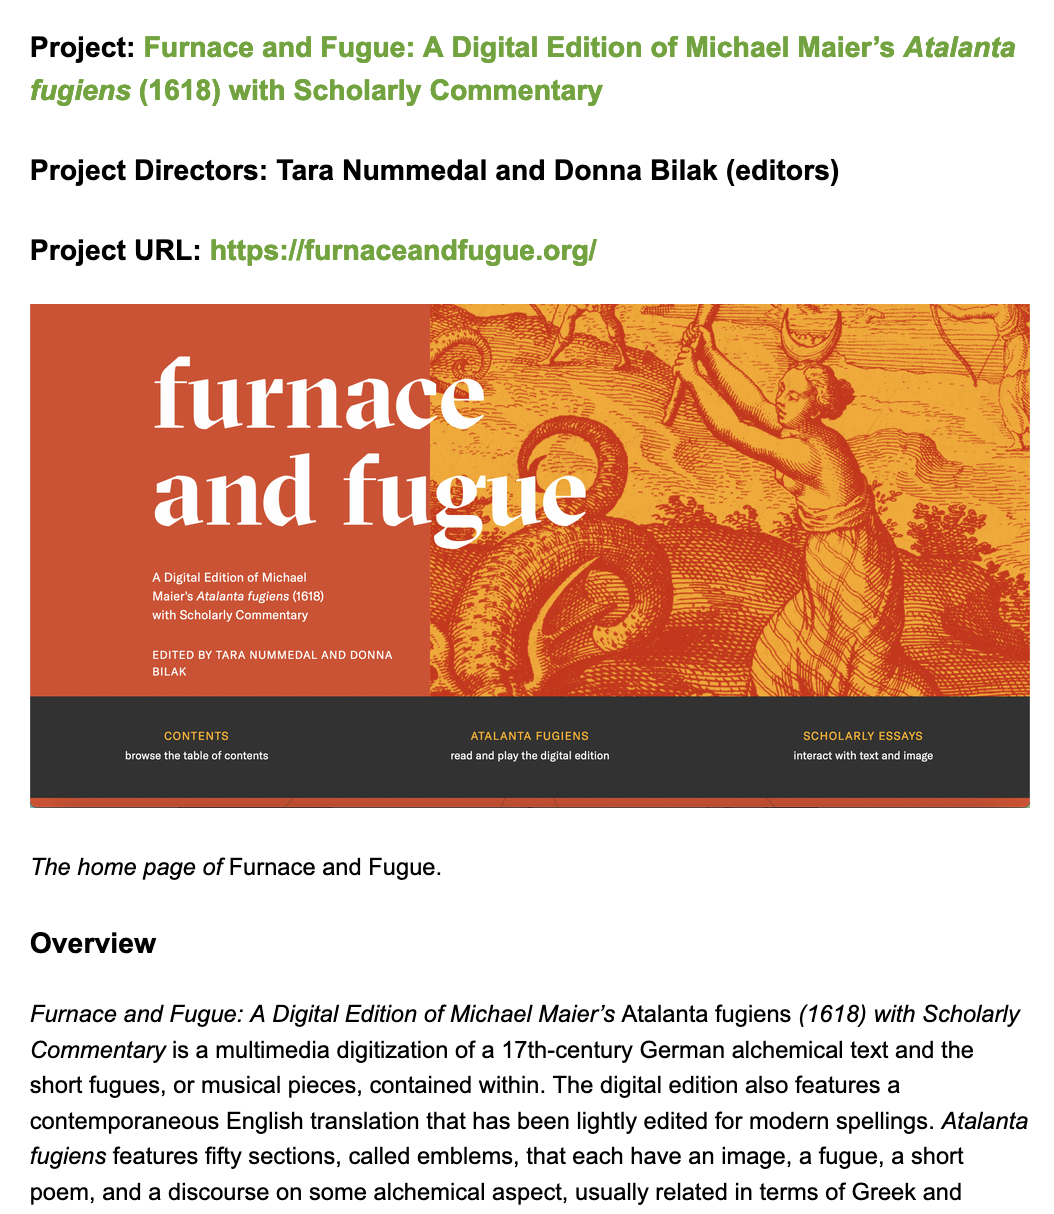 Project: Furnace and Fugue: A Digital Edition of Michael Maier’s Atalanta
fugiens (1618) with Scholarly Commentary
Project Directors: Tara Nummedal and Donna Bilak (editors)
Project URL: https://furnaceandfugue.org/
furnace
and fugue
A Digital Edition of Michael
Maier's Atalanta fugiens (1618)
with Scholarly Commentary
EDITED BY TARA NUMMEDAL AND DONNA
BILAK
CONTENTS
browse the table of contents
ATALANTA FUGIENS
read and play the digital edition
SCHOLARLY ESSAYS
interact with text and image
The home page of Furnace and Fugue.
Overview
Furnace and Fugue: A Digital Edition of Michael Maier’s Atalanta fugiens (1618) with Scholarly
Commentary is a multimedia digitization of a 17th-century German alchemical text and the
short fugues, or musical pieces, contained within. The digital edition also features a
contemporaneous English translation that has been lightly edited for modern spellings. Atalanta
fugiens features fifty sections, called emblems, that each have an image, a fugue, a short
poem, and a discourse on some alchemical aspect, usually related in terms of Greek and